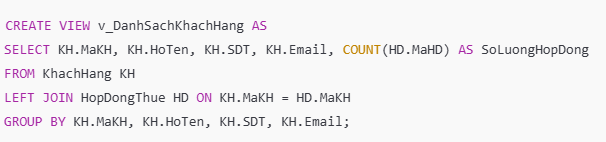 CREATE VIEW v_DanhSachKhachHang AS
SELECT KH.MaKH, KH.HoTen, KH.SDT, KH.Email, COUNT(HD.MaHD) AS SoLuongHopDong
FROM KhachHang KH
LEFT JOIN HopDongThue HD ON KH.MaKH = HD.MaKH
GROUP BY KH.MaKH, KH.HoTen, KH.SDT, KH.Email;